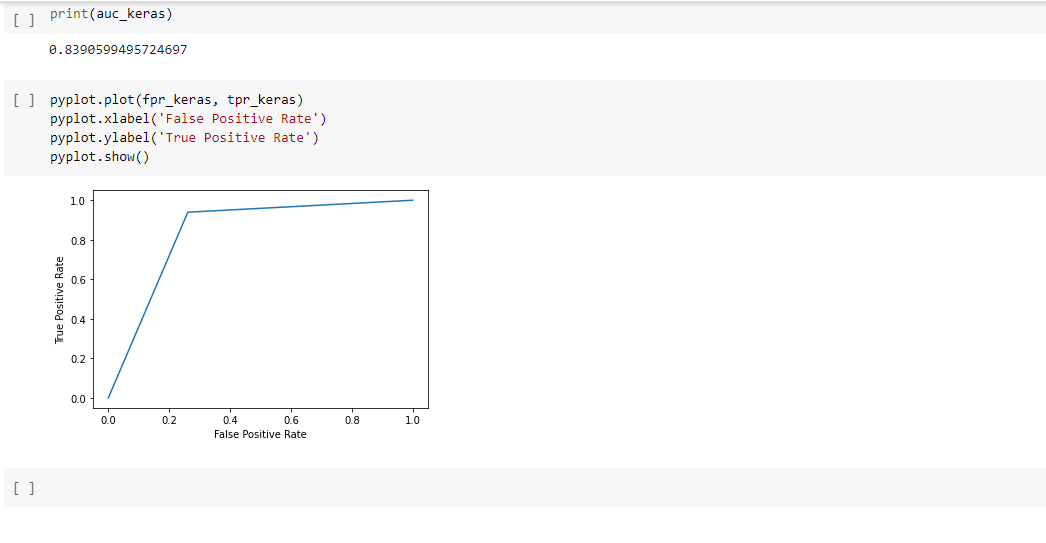 [ ] print(auc_keras)
0.8390599495724697
[ ] pyplot.plot(fpr_keras, tpr_keras)
pyplot.xlabel('False Positive Rate')
pyplot.ylabel('True Positive Rate')
pyplot.show()
True Positive Rate
1.0
0.8
0.6
0.4
0.2
0.0
0.0 0.2 0.4 0.6 0.8 1.0
False Positive Rate
[ ]